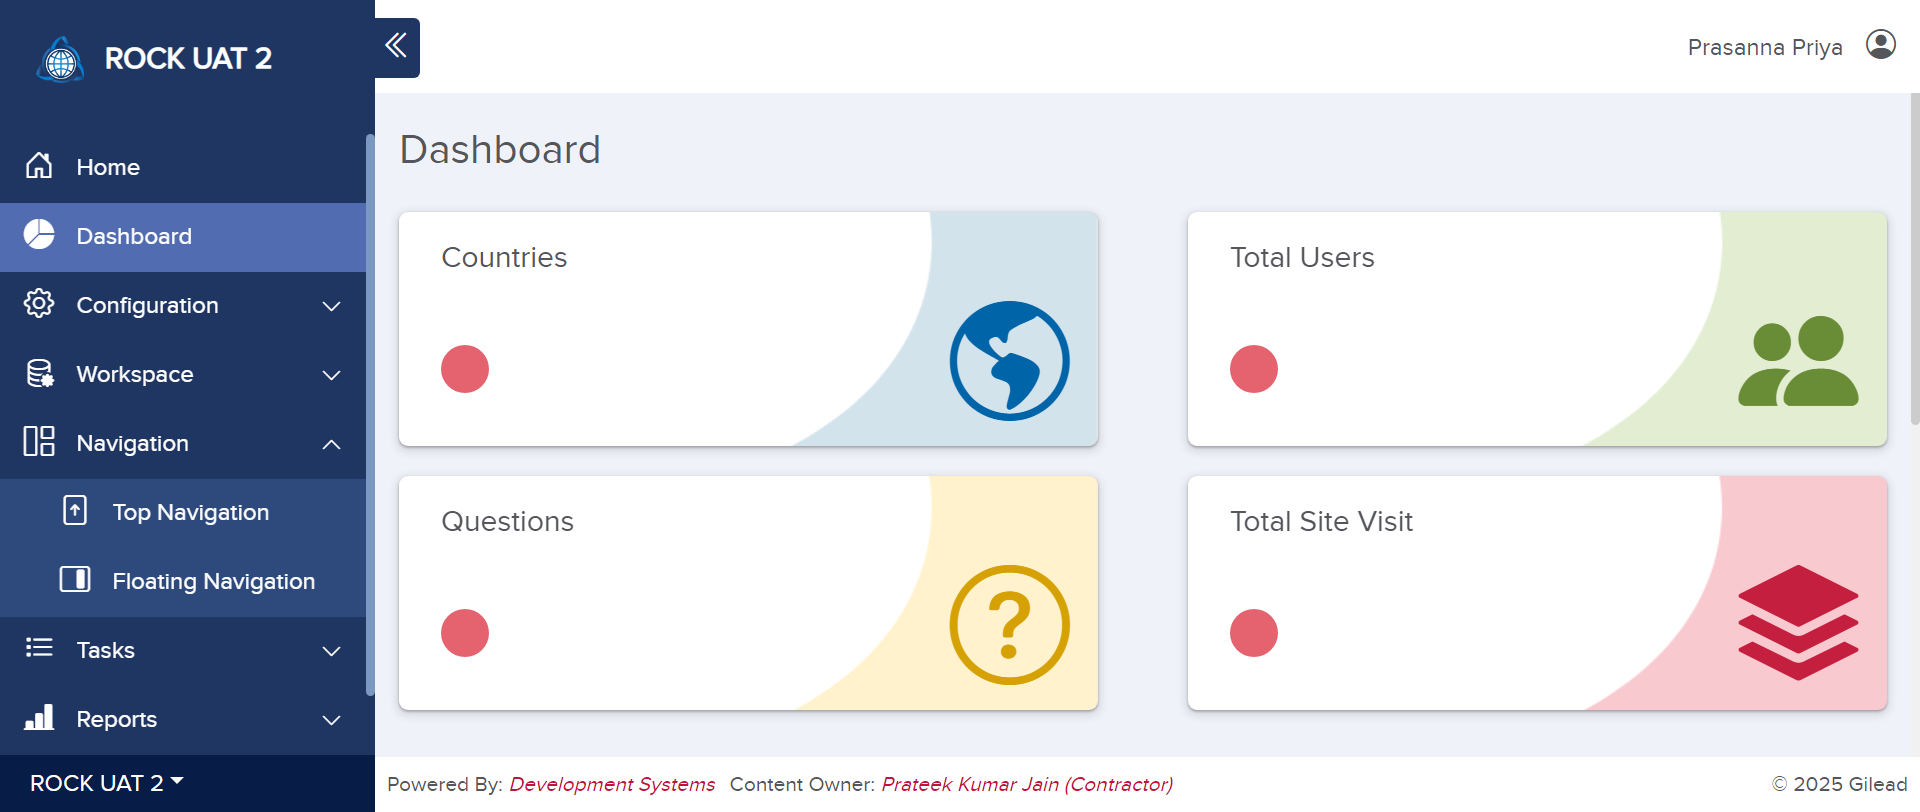 ROCK UAT 2
Prasanna Priya
Home
Dashboard
Configuration
Workspace
Navigation
Top Navigation
Floating Navigation
Tasks
Reports
ROCK UAT 2
Dashboard
Countries
Total Users
Questions
?
Total Site Visit
Powered By: Development Systems Content Owner: Prateek Kumar Jain (Contractor)
© 2025 Gilead